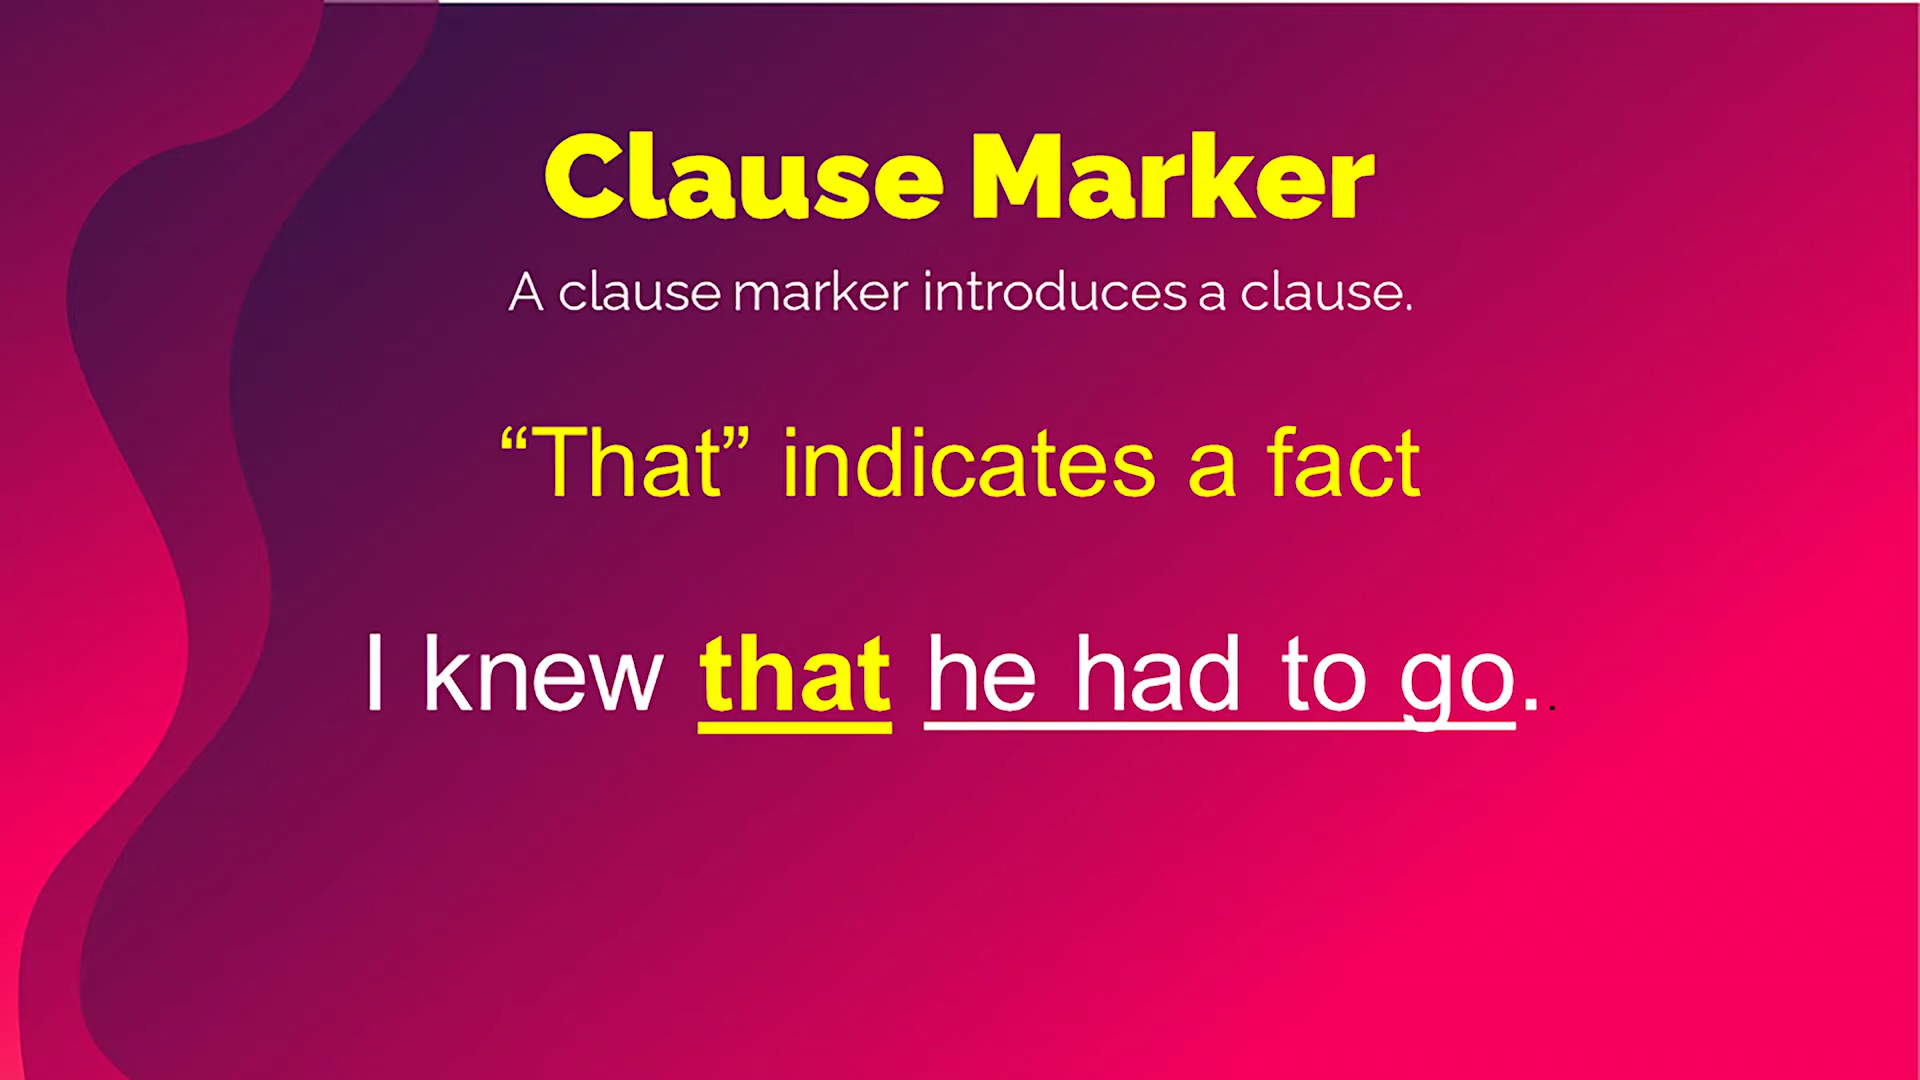 Clause Marker
A clause marker introduces a clause.
“That” indicates a fact
I knew that he had to go..